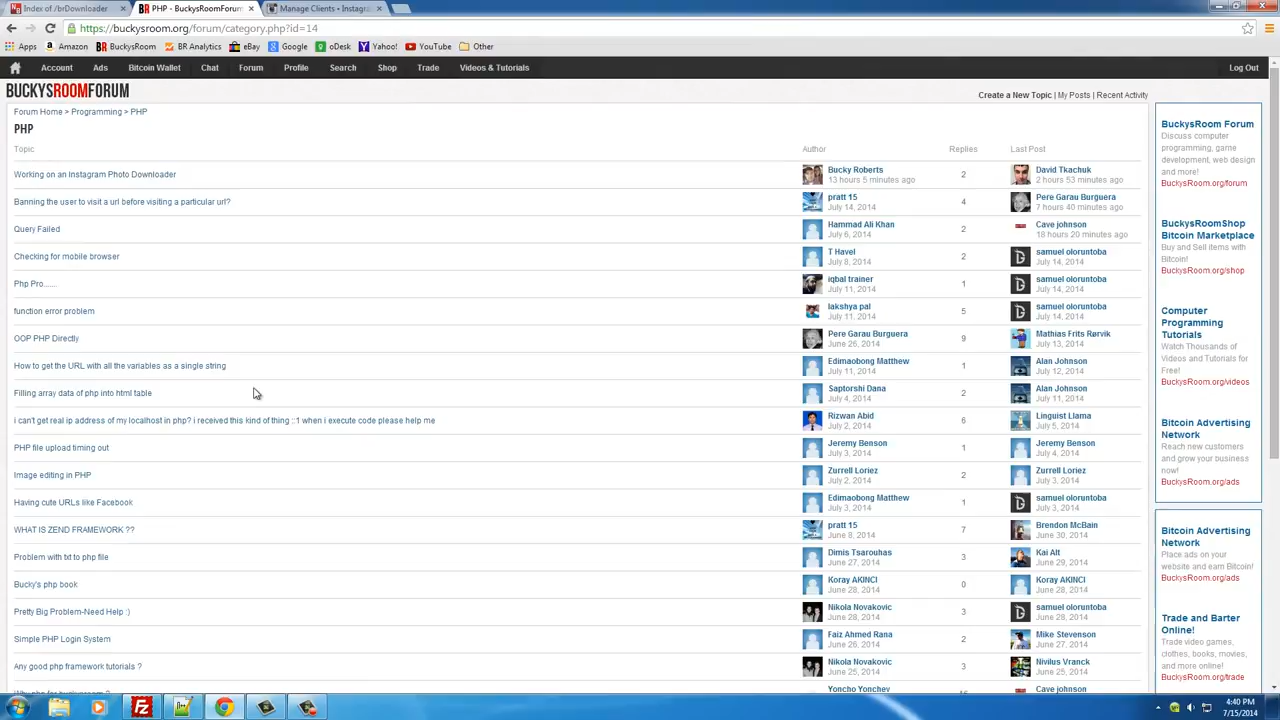 Index of /brDownloader
PHP - BuckysRoomForum
Manage Clients • Instagr
https://buckysroom.org/forum/category.php?id=14
Apps Amazon BuckysRoom BR Analytics eBay Google oDesk Yahoo! YouTube Other
Account Ads Bitcoin Wallet Chat Forum Profile Search Shop Trade Videos & Tutorials Log Out
BUCKYSROOMFORUM
Create a New Topic | My Posts | Recent Activity
Forum Home > Programming > PHP
PHP
Topic Author Replies Last Post
Working on an Instagram Photo Downloader Bucky Roberts 2 David Tkachuk
13 hours 5 minutes ago 2 hours 53 minutes ago
Banning the user to visit url before visiting a particular url? pratt 15 4 Pere Garau Burguera
July 14, 2014 7 hours 40 minutes ago
Query Failed Hammad Ali Khan 2 Cave johnson
July 6, 2014 18 hours 20 minutes ago
Checking for mobile browser T Havel 2 samuel oloruntoba
July 8, 2014 July 14, 2014
Php Pro...... iqbal trainer 1 samuel oloruntoba
July 11, 2014 July 14, 2014
function error problem lakshya pal 5 samuel oloruntoba
July 11, 2014 July 14, 2014
OOP PHP Directly Pere Garau Burguera 9 Mathias Frits Rørvik
June 26, 2014 July 13, 2014
How to get the URL with all the variables as a single string Edimaobong Matthew 1 Alan Johnson
July 11, 2014 July 12, 2014
Filling array data of php into html table Saptorshi Dana 2 Alan Johnson
July 4, 2014 July 11, 2014
i can't get real ip address of my localhost in php? i received this kind of thing ::1 when i execute code please help me Rizwan Abid 6 Linguist Llama
July 2, 2014 July 5, 2014
PHP file upload timing out Jeremy Benson 1 Jeremy Benson
July 3, 2014 July 4, 2014
Image editing in PHP Zurrell Loriez 2 Zurrell Loriez
July 2, 2014 July 3, 2014
Having cute URLs like Facebook Edimaobong Matthew 1 samuel oloruntoba
July 3, 2014 July 3, 2014
WHAT IS ZEND FRAMEWORK ?? pratt 15 7 Brendon McBain
June 8, 2014 June 30, 2014
Problem with txt to php file Dimis Tsarouhas 3 Kai Alt
June 27, 2014 June 29, 2014
Bucky's php book Koray AKINCI 0 Koray AKINCI
June 28, 2014 June 28, 2014
Pretty Big Problem-Need Help :) Nikola Novakovic 3 samuel oloruntoba
June 28, 2014 June 28, 2014
Simple PHP Login System Faiz Ahmed Rana 2 Mike Stevenson
June 26, 2014 June 27, 2014
Any good php framework tutorials ? Nikola Novakovic 3 Nivilus Vranck
June 25, 2014 June 25, 2014
Why php for buckysroom ? Yoncho Yonchev Cave johnson
BuckysRoom Forum
Discuss computer
programming, game
development, web design
and more!
BuckysRoom.org/forum
BuckysRoomShop
Bitcoin Marketplace
Buy and Sell items with
Bitcoin!
BuckysRoom.org/shop
Computer
Programming
Tutorials
Watch Thousands of
Videos and Tutorials for
Free!
BuckysRoom.org/videos
Bitcoin Advertising
Network
Reach new customers
and grow your business
now!
BuckysRoom.org/ads
Bitcoin Advertising
Network
Place ads on your
website and earn Bitcoin!
BuckysRoom.org/ads
Trade and Barter
Online!
Trade video games,
clothes, books, movies,
and more online!
BuckysRoom.org/trade
4:40 PM
7/15/2014